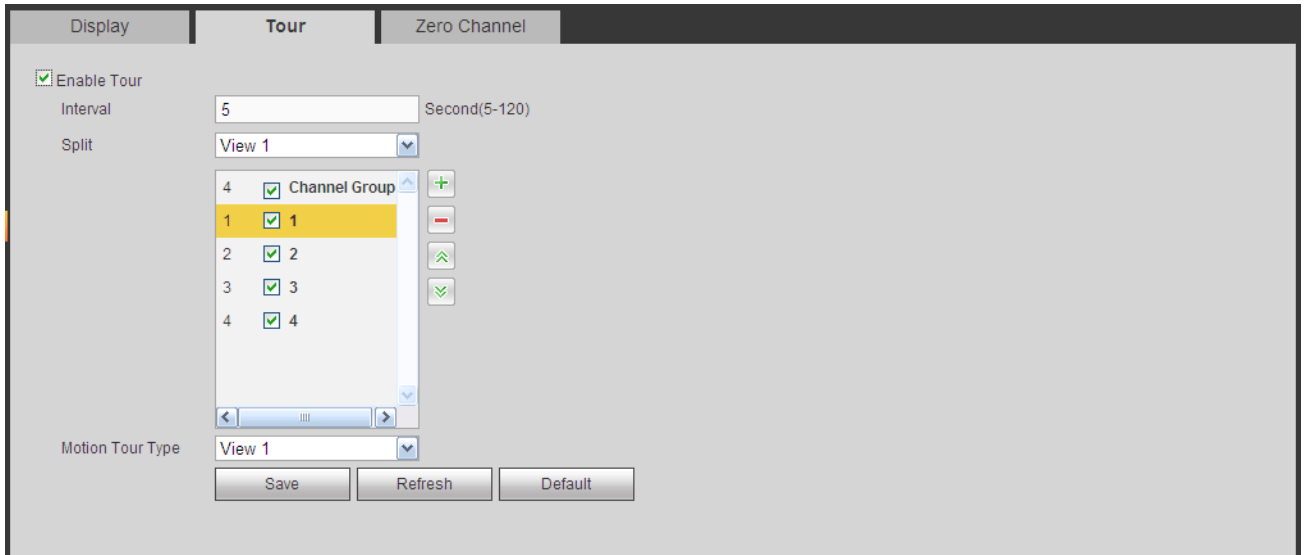 Display Tour Zero Channel
Enable Tour
Interval 5 Second(5-120)
Split View 1
4 Channel Group
1 1
2 2
3 3
4 4
Motion Tour Type View 1
Save Refresh Default